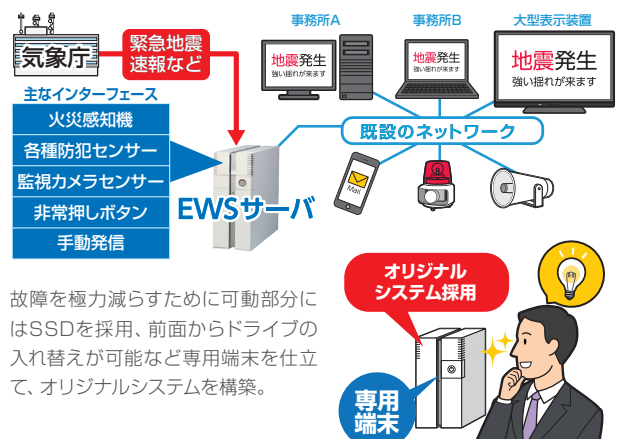 気象庁
緊急地震
速報など
事務所A
事務所B
大型表示装置
地震発生
強い揺れが来ます
地震発生
強い揺れが来ます
地震発生
強い揺れが来ます
主なインターフェース
火災感知機
各種防犯センサー
監視カメラセンサー
非常押しボタン
手動発信
EWSサーバ
既設のネットワーク
Mail
故障を極力減らすために可動部分に
はSSDを採用、前面からドライブの
入れ替えが可能など専用端末を仕立
て、オリジナルシステムを構築。
オリジナル
システム採用
専用
端末